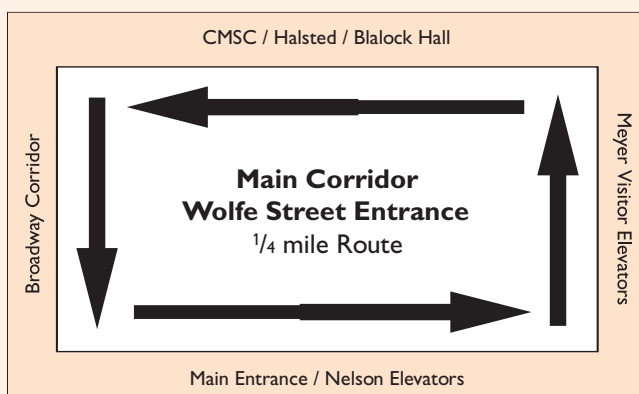 CMSC / Halsted / Blalock Hall
Broadway Corridor
Main Corridor
Wolfe Street Entrance
1/4 mile Route
Meyer Visitor Elevators
Main Entrance / Nelson Elevators